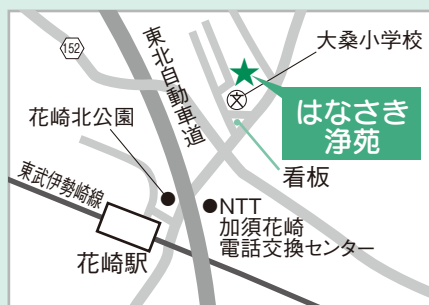 152
東北自動車道
大桑小学校
文
はなさき
浄苑
花崎北公園
看板
東武伊勢崎線
NTT
加須花崎
電話交換センター
花崎駅